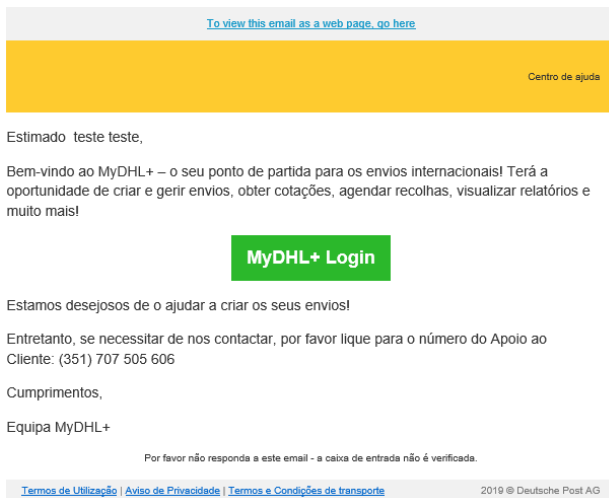 To view this email as a web page, go here
Centro de ajuda
Estimado  teste teste,
Bem-vindo ao MyDHL+ – o seu ponto de partida para os envios internacionais! Terá a
oportunidade de criar e gerir envios, obter cotações, agendar recolhas, visualizar relatórios e
muito mais!
MyDHL+ Login
Estamos desejosos de o ajudar a criar os seus envios!
Entretanto, se necessitar de nos contactar, por favor lique para o número do Apoio ao
Cliente: (351) 707 505 606
Cumprimentos,
Equipa MyDHL+
Por favor não responda a este email - a caixa de entrada não é verificada.
Termos de Utilização | Aviso de Privacidade | Termos e Condições de transporte 2019 © Deutsche Post AG